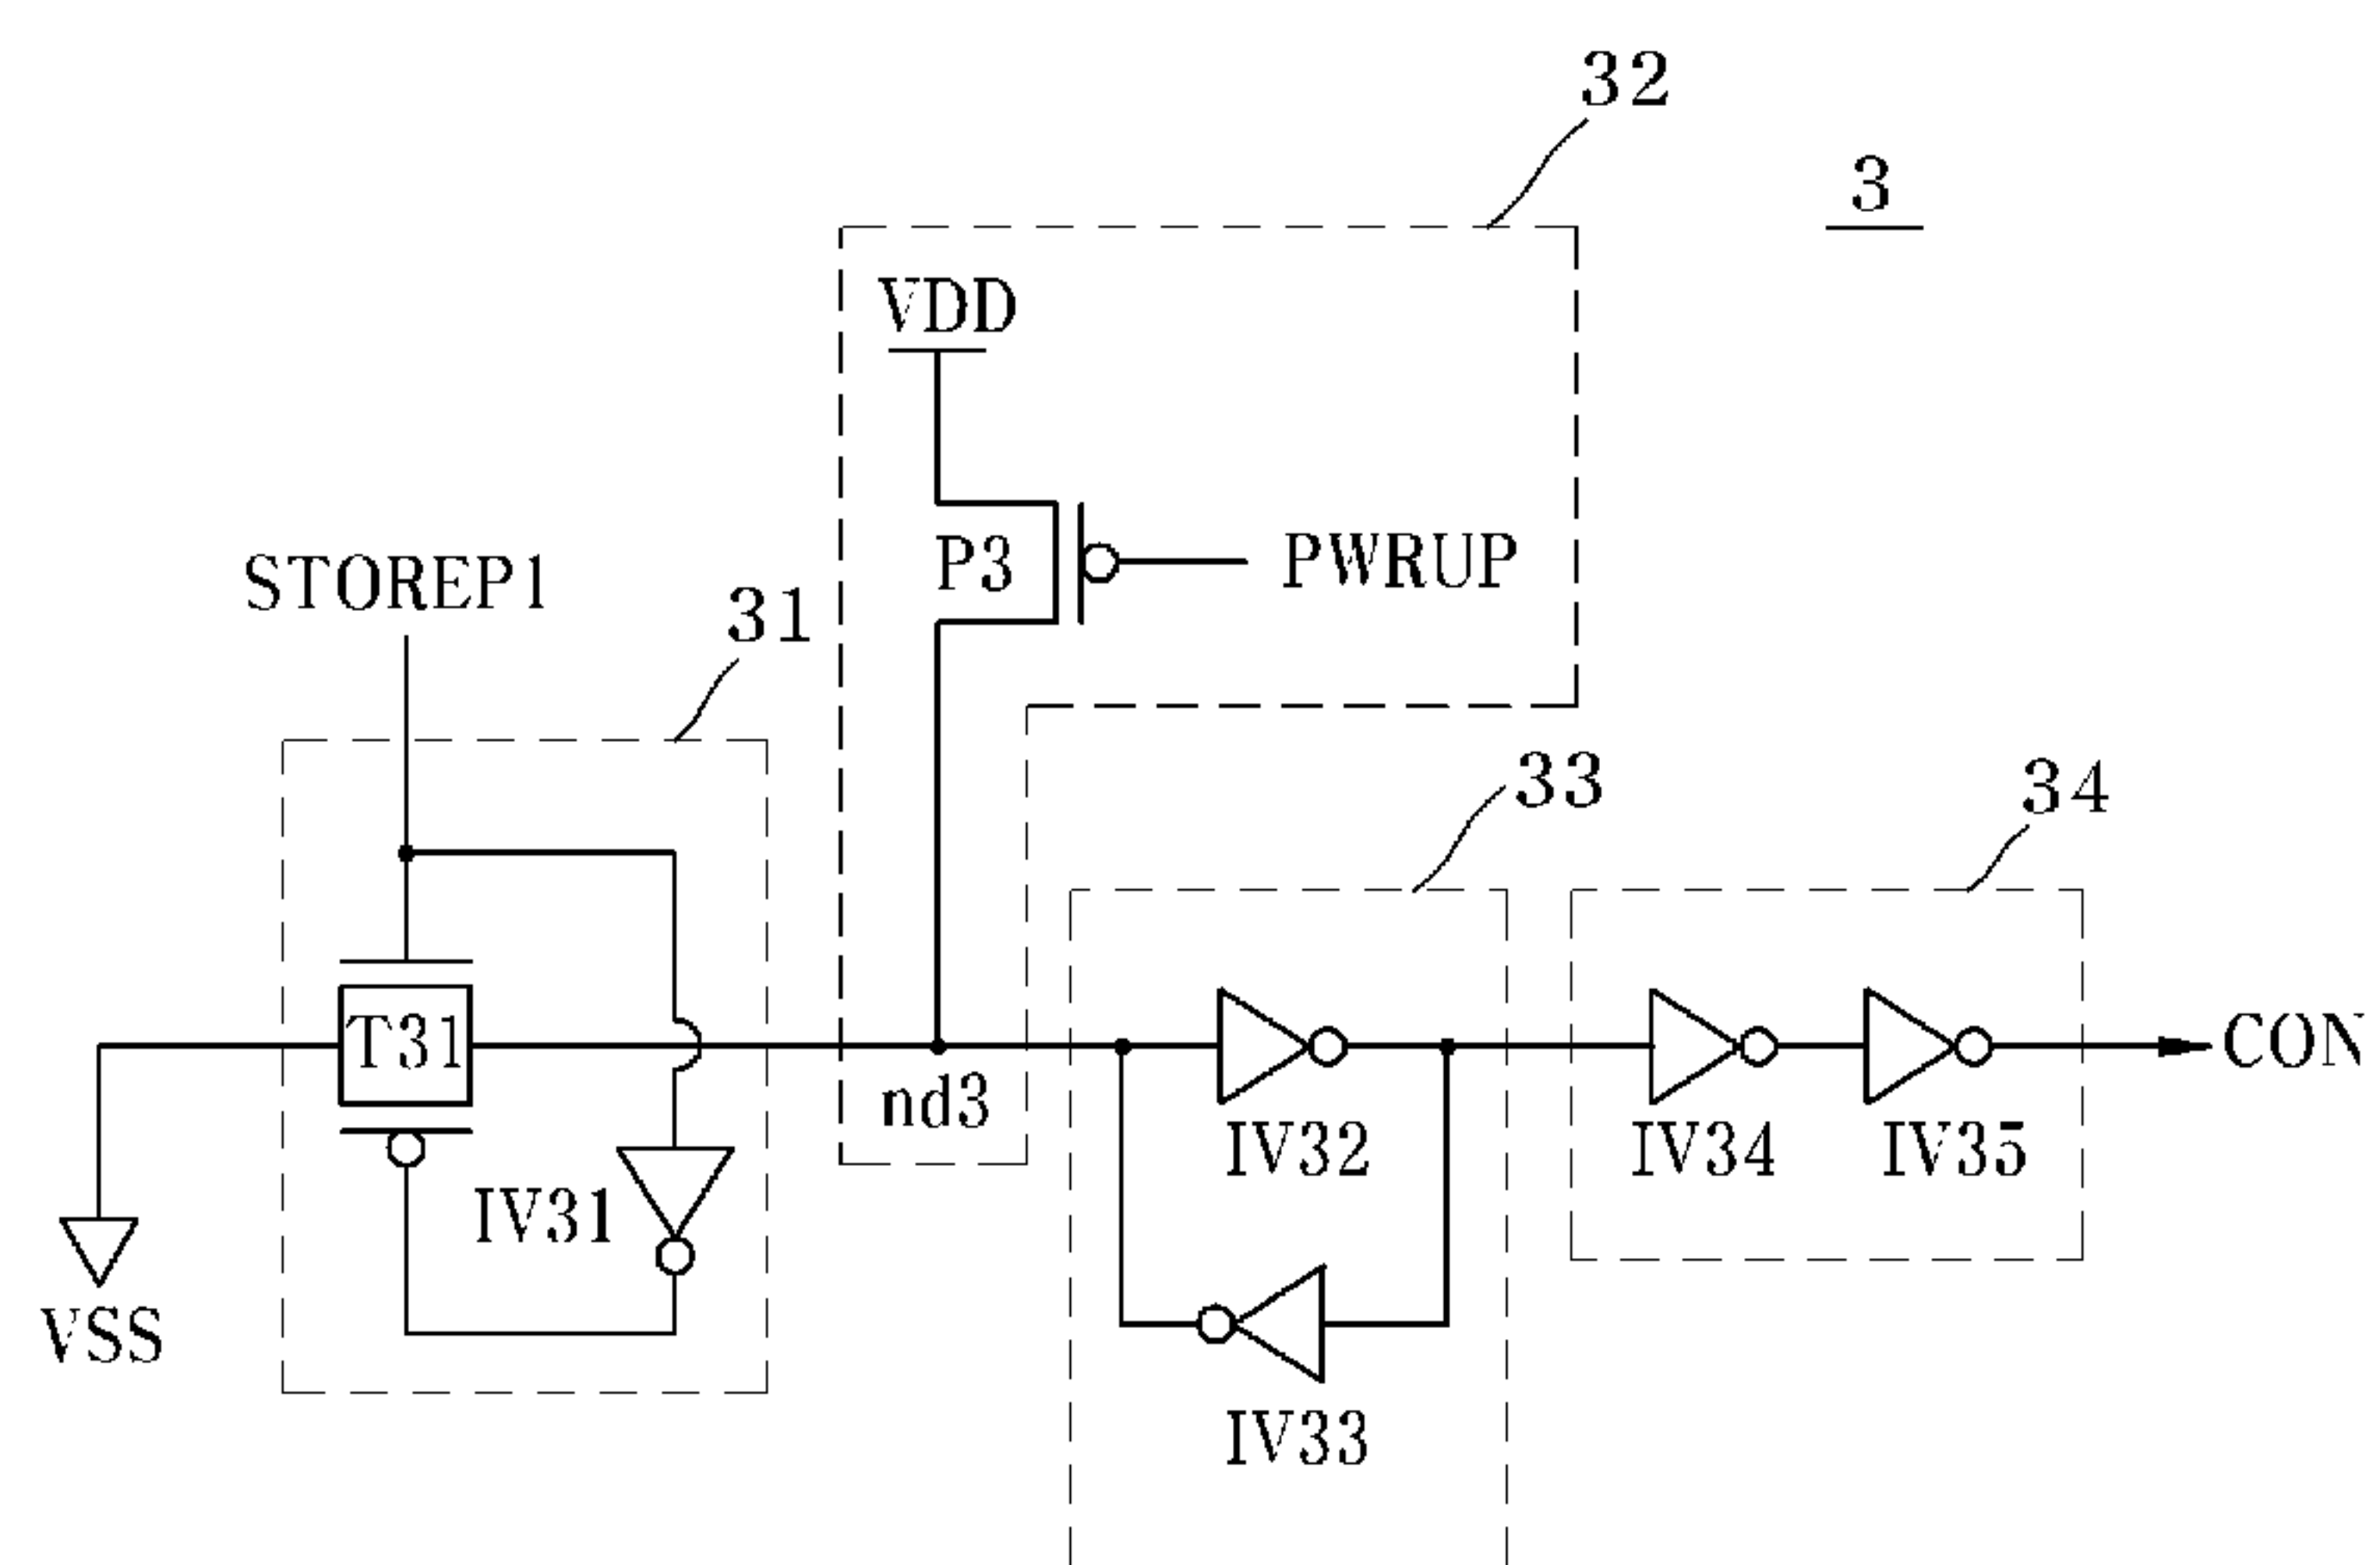 32
3
VDD
P3
PWRUP
STOREP1
31
33
34
T31
nd3
CON
IV32
IV34
IV35
IV31
VSS
IV33